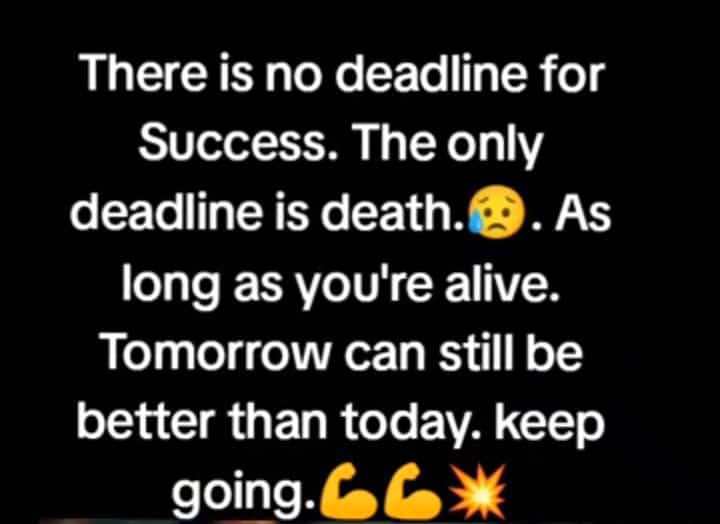 There is no deadline for
Success. The only
deadline is death.😥. As
long as you're alive.
Tomorrow can still be
better than today. keep
going.💪💪💥